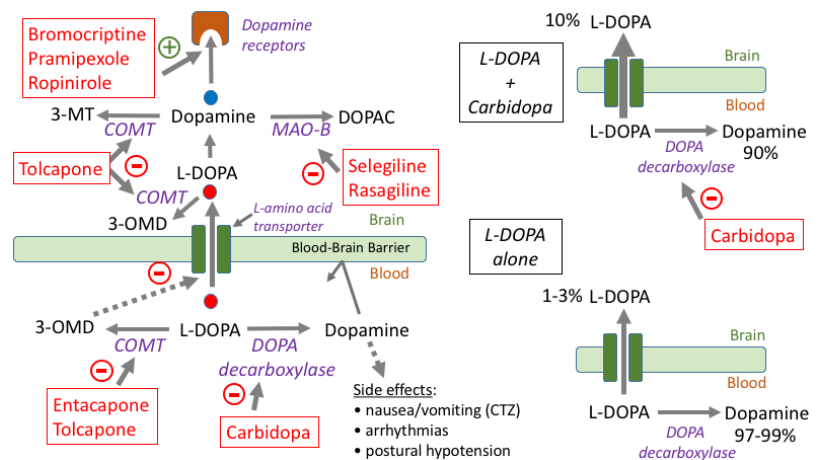 Bromocriptine
Pramipexole
Ropinirole
Dopamine
receptors
3-MT
COMT
Dopamine
MAO-B
DOPAC
Tolcapone
COMT
L-DOPA
Selegiline
Rasagiline
3-OMD
L-amino acid
transporter
Brain
Blood-Brain Barrier
Blood
3-OMD
COMT
L-DOPA
DOPA
decarboxylase
Dopamine
Entacapone
Tolcapone
Carbidopa
Side effects:
• nausea/vomiting (CTZ)
• arrhythmias
• postural hypotension
L-DOPA
+
Carbidopa
10% L-DOPA
Brain
Blood
L-DOPA
DOPA
decarboxylase
Dopamine
90%
Carbidopa
L-DOPA
alone
1-3% L-DOPA
Brain
Blood
L-DOPA
DOPA
decarboxylase
Dopamine
97-99%